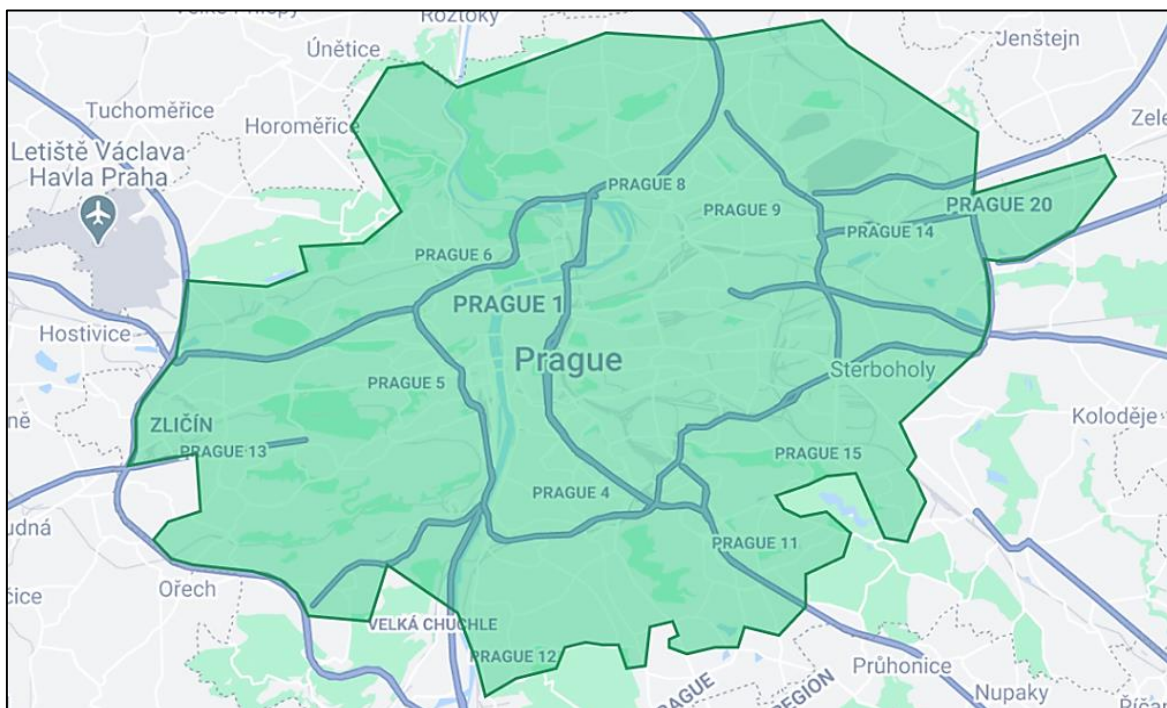 Roztoky
Únětice
Jenštejn
Tuchoměřice
Horoměřice
Letiště Václava
Havla Praha
PRAGUE 8
PRAGUE 9
PRAGUE 20
PRAGUE 14
PRAGUE 6
PRAGUE 1
Hostivice
Prague
PRAGUE 5
Sterboholy
Koloděje
ZLIČÍN
PRAGUE 13
PRAGUE 15
PRAGUE 4
PRAGUE 11
Ořech
VELKÁ CHUCHLE
PRAGUE 12
Průhonice
PRAGUE
REGION
Nupaky